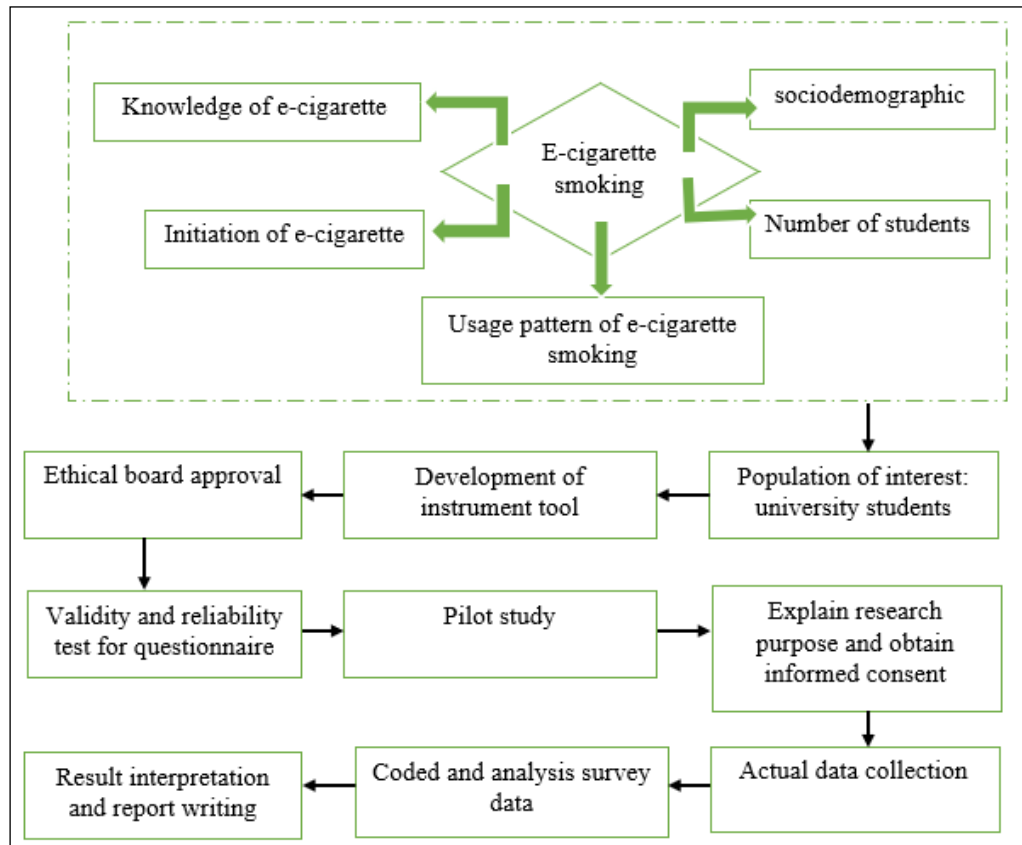 Knowledge of e-cigarette
sociodemographic
E-cigarette
smoking
Initiation of e-cigarette
Number of students
Usage pattern of e-cigarette
smoking
Population of interest:
university students
Development of
instrument tool
Ethical board approval
Validity and reliability
test for questionnaire
Pilot study
Explain research
purpose and obtain
informed consent
Actual data collection
Coded and analysis survey
data
Result interpretation
and report writing